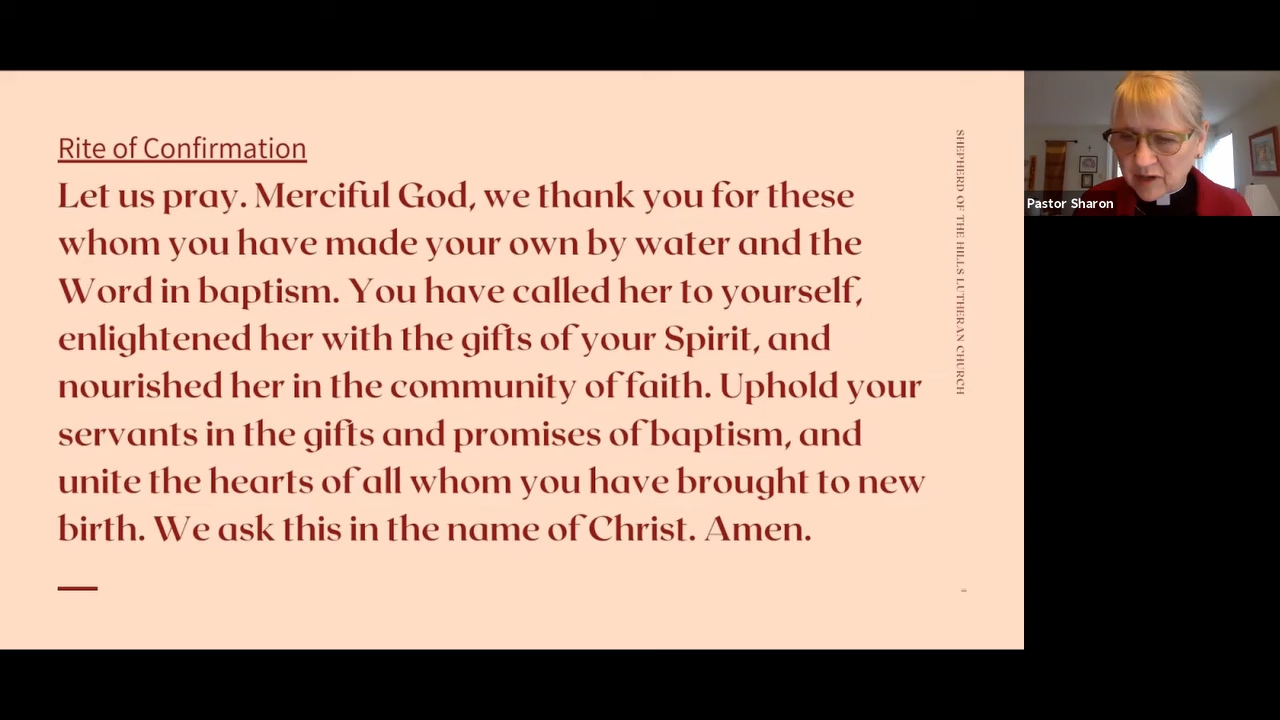 Rite of Confirmation
Let us pray. Merciful God, we thank you for these
whom you have made your own by water and the
Word in baptism. You have called her to yourself,
enlightened her with the gifts of your Spirit, and
nourished her in the community of faith. Uphold your
servants in the gifts and promises of baptism, and
unite the hearts of all whom you have brought to new
birth. We ask this in the name of Christ. Amen.
SHEPHERD OF THE HILLS LUTHERAN CHURCH
Pastor Sharon